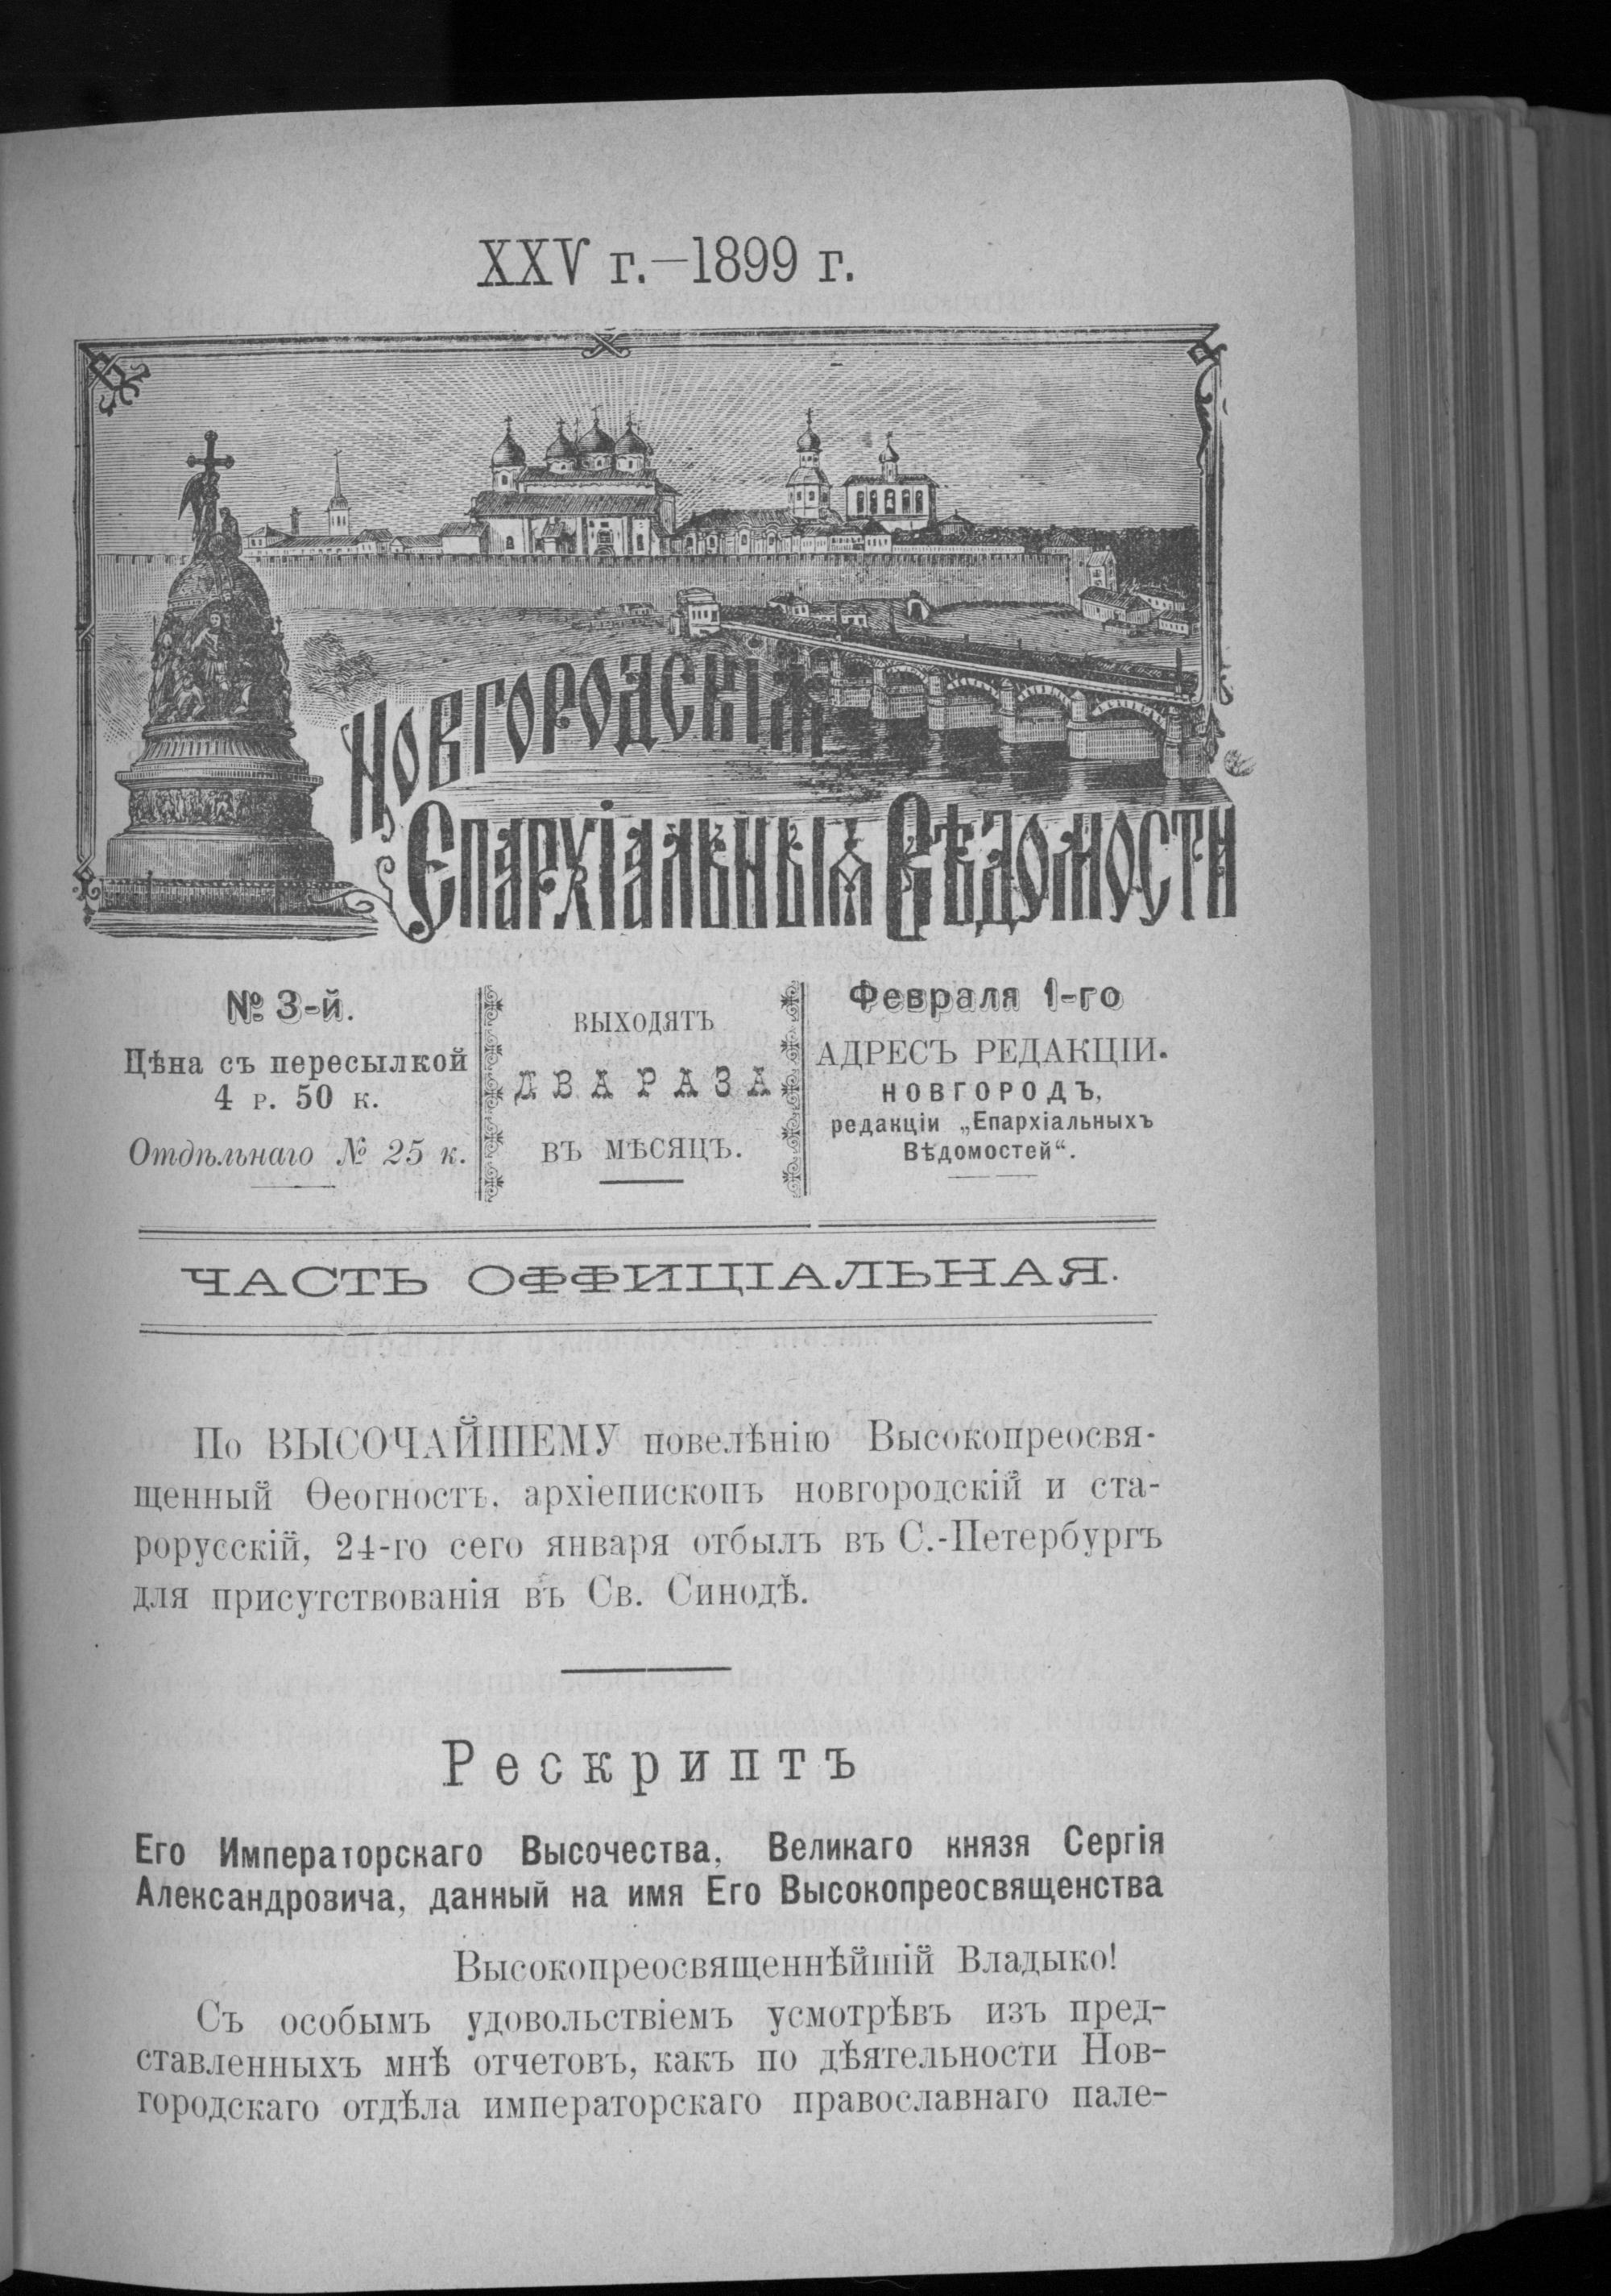 XXV г.—1899 г.
Новгородскія
Епархіальныя Вѣдомости
№ 3-й.
Цѣна съ пересылкой
4 р. 50 к.
Отдѣльнаго № 25 к.
ВЫХОДЯТЪ
ДВА РАЗА
ВЪ МѢСЯЦЪ.
Февраля 1-го
АДРЕСЪ РЕДАКЦІИ.
НОВГОРОДЪ,
редакціи „Епархіальныхъ
Вѣдомостей“.
ЧАСТЬ ОФФИЦІАЛЬНАЯ.
По ВЫСОЧАЙШЕМУ повелѣнію Высокопреосвя-
щенный Ѳеогностъ, архіепископъ новгородскій и ста-
рорусскій, 24-го сего января отбылъ въ С.-Петербургъ
для присутствованія въ Св. Синодѣ.
Рескриптъ
Его Императорскаго Высочества, Великаго князя Сергія
Александровича, данный на имя Его Высокопреосвященства
Высокопреосвященнѣйшій Владыко!
Съ особымъ удовольствіемъ усмотрѣвъ изъ пред-
ставленныхъ мнѣ отчетовъ, какъ по дѣятельности Нов-
городскаго отдѣла императорскаго православнаго пале-